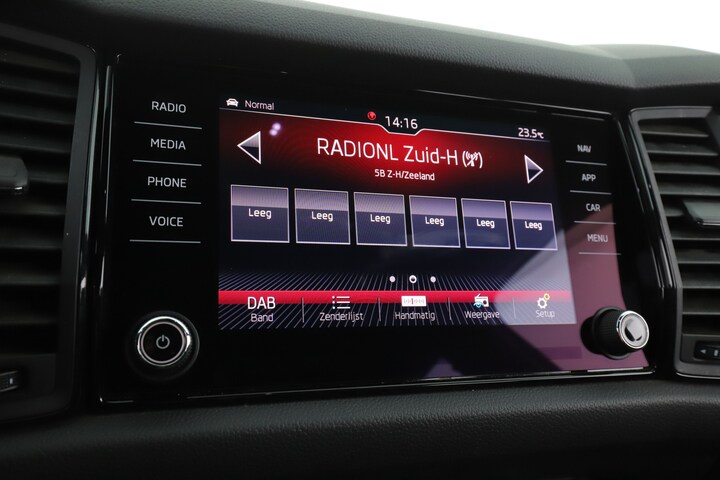 RADIO
MEDIA
PHONE
VOICE
Normal
14:16
23.5°C
RADIONL Zuid-H
5B Z-H/Zeeland
Leeg
Leeg
Leeg
Leeg
Leeg
Leeg
DAB
Band
Zenderlijst
Handmatig
Weergave
Setup
NAV
APP
CAR
MENU